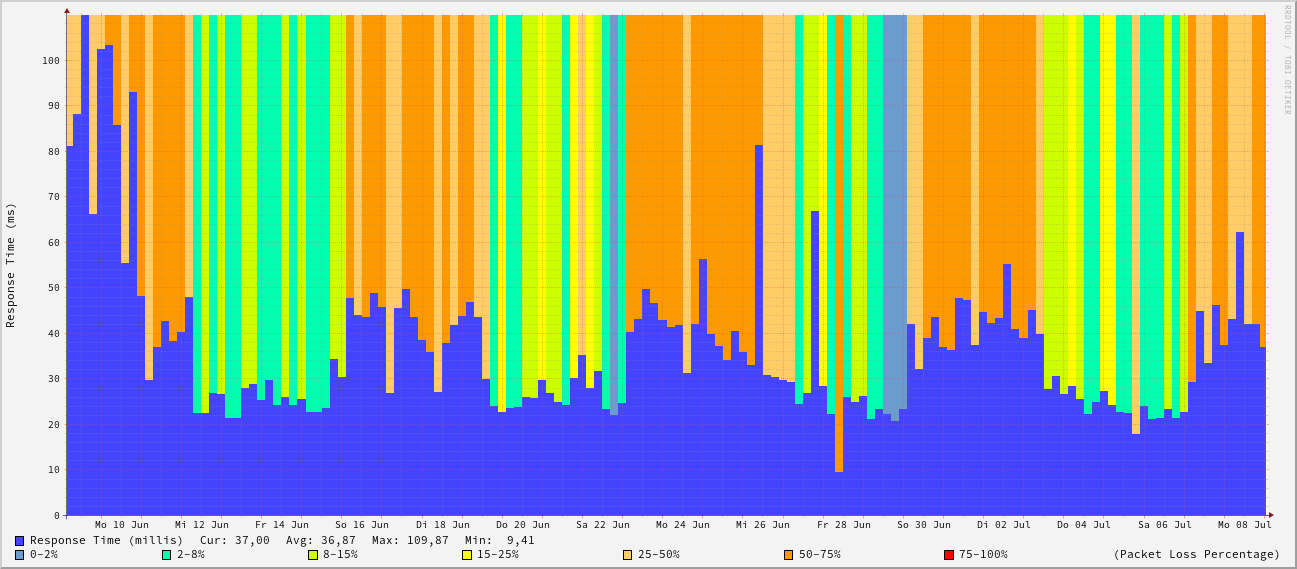 RRDTOOL / TOBI OETIKER
Response Time (ms)
100
90
80
70
60
50
40
30
20
10
0
Mo 10 Jun Mi 12 Jun Fr 14 Jun So 16 Jun Di 18 Jun Do 20 Jun Sa 22 Jun Mo 24 Jun Mi 26 Jun Fr 28 Jun So 30 Jun Di 02 Jul Do 04 Jul Sa 06 Jul Mo 08 Jul
Response Time (millis) Cur: 37,00 Avg: 36,87 Max: 109,87 Min: 9,41
0-2% 2-8% 8-15% 15-25% 25-50% 50-75% 75-100% (Packet Loss Percentage)